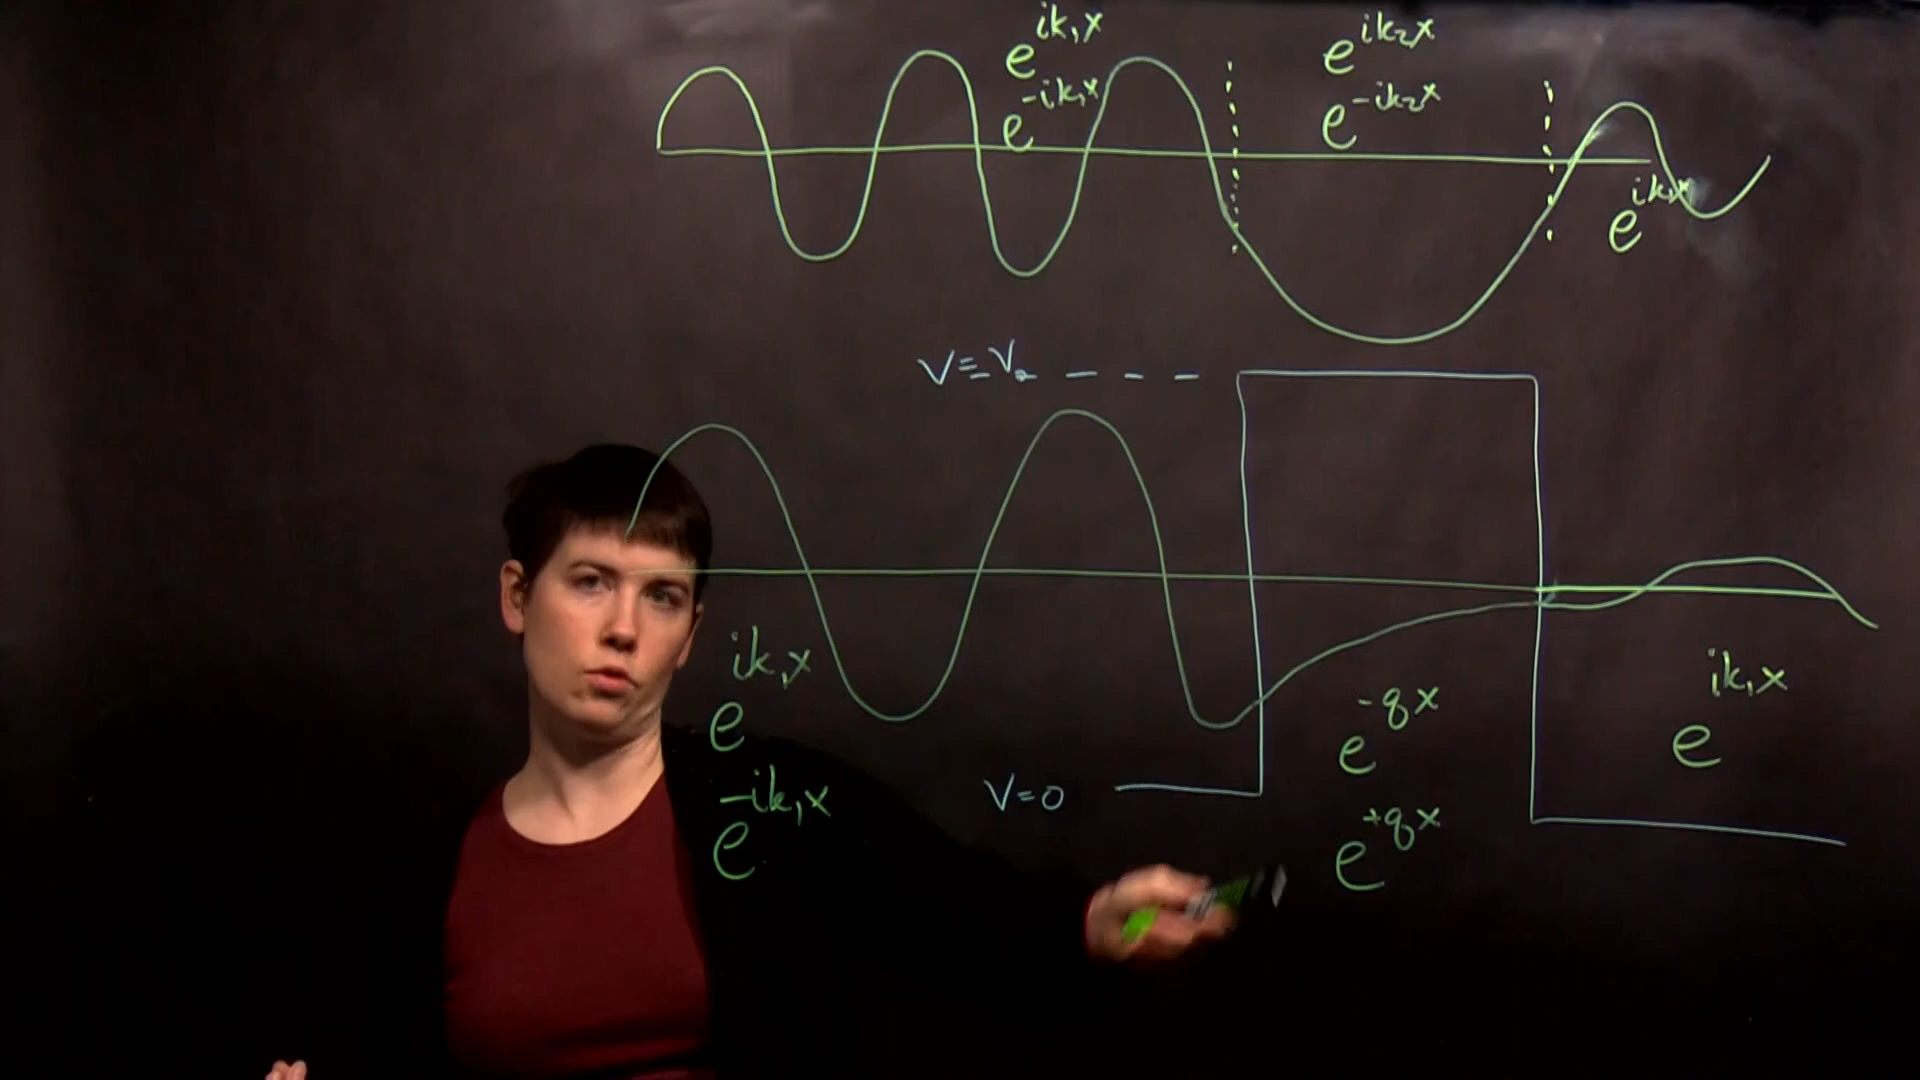 e^{ik₁x}
e^{-ik₁x}
e^{ik₂x}
e^{-ik₂x}
e^{ik₁x}
V=V₀
e^{ik₁x}
e^{-ik₁x}
V=0
e^{-qx}
e^{+qx}
e^{ik₁x}